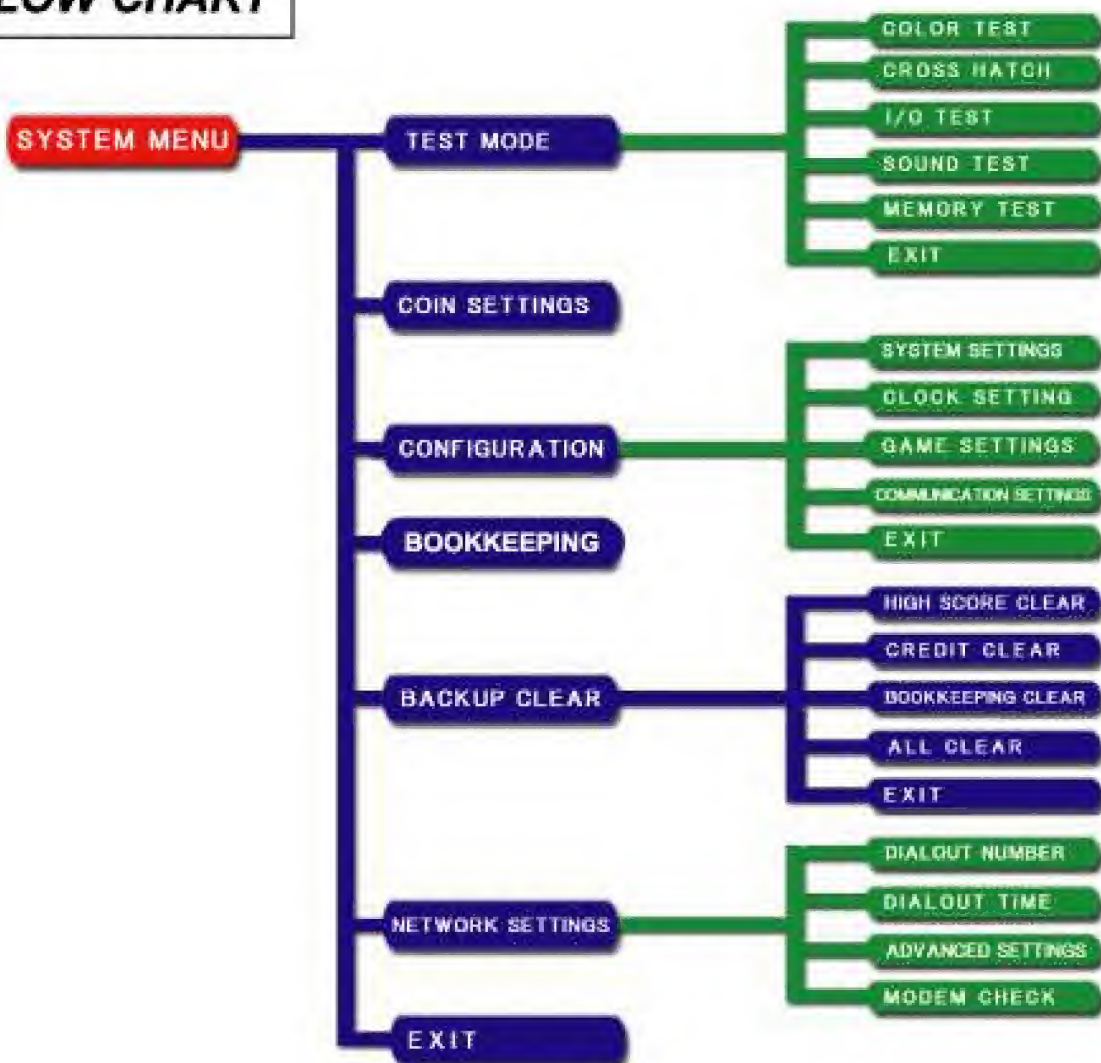 LOW CHART
SYSTEM MENU
TEST MODE
COLOR TEST
CROSS HATCH
I/O TEST
SOUND TEST
MEMORY TEST
EXIT
COIN SETTINGS
CONFIGURATION
SYSTEM SETTINGS
CLOCK SETTING
GAME SETTINGS
COMMUNICATION SETTINGS
EXIT
BOOKKEEPING
BACKUP CLEAR
HIGH SCORE CLEAR
CREDIT CLEAR
BOOKKEEPING CLEAR
ALL CLEAR
EXIT
NETWORK SETTINGS
DIALOUT NUMBER
DIALOUT TIME
ADVANCED SETTINGS
MODEM CHECK
EXIT